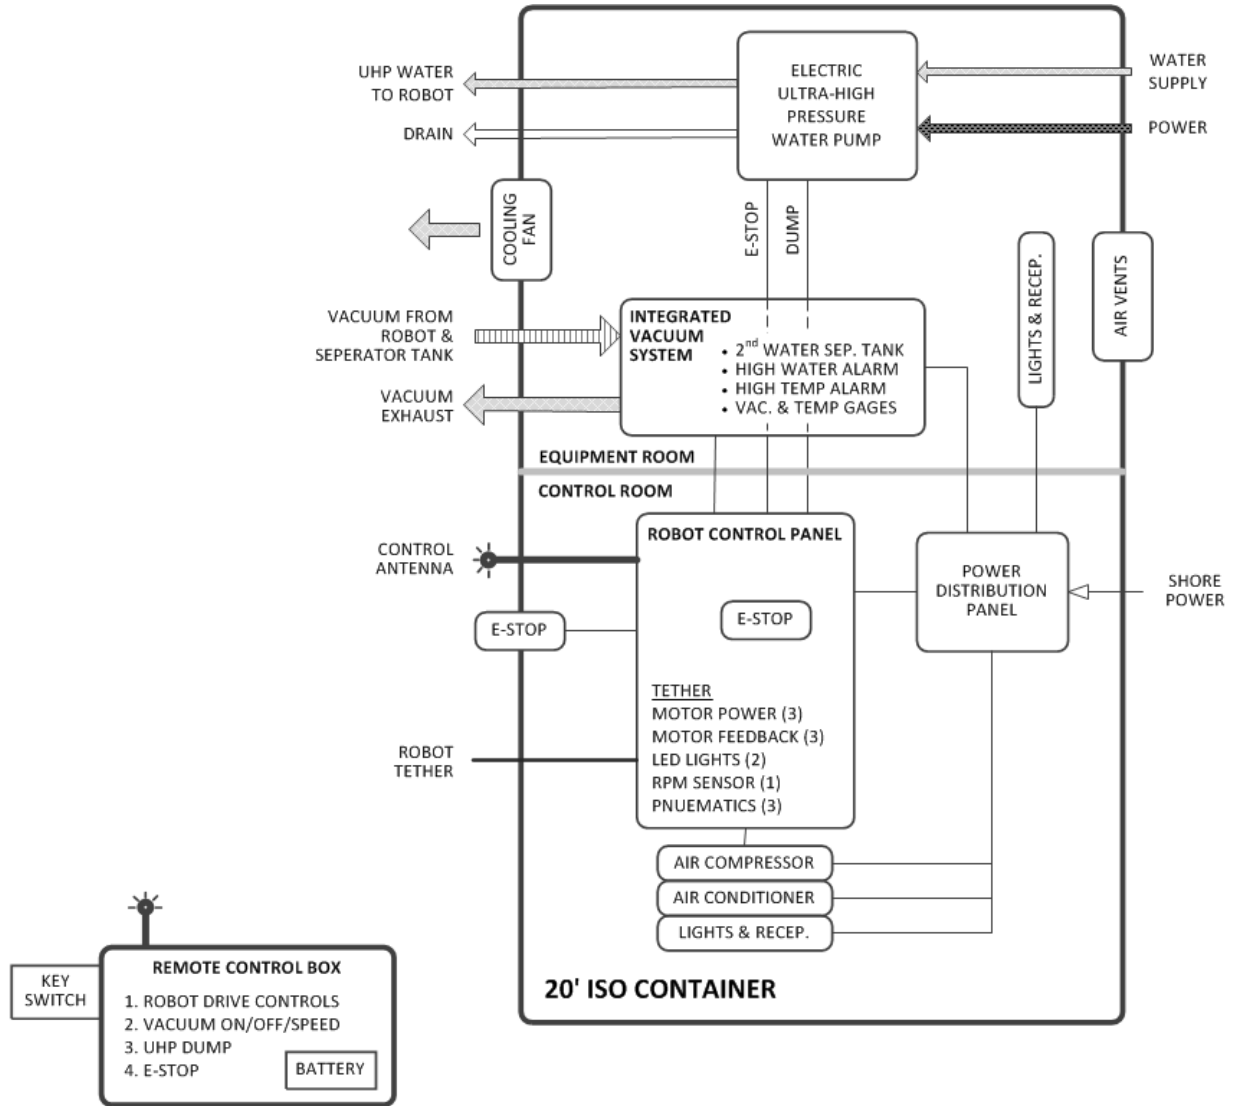 UHP WATER
TO ROBOT
DRAIN
ELECTRIC
ULTRA-HIGH
PRESSURE
WATER PUMP
WATER
SUPPLY
POWER
COOLING
FAN
E-STOP
DUMP
LIGHTS & RECEP.
AIR VENTS
VACUUM FROM
ROBOT &
SEPERATOR TANK
VACUUM
EXHAUST
INTEGRATED
VACUUM
SYSTEM
• 2nd WATER SEP. TANK
• HIGH WATER ALARM
• HIGH TEMP ALARM
• VAC. & TEMP GAGES
EQUIPMENT ROOM
CONTROL ROOM
CONTROL
ANTENNA
E-STOP
ROBOT
TETHER
ROBOT CONTROL PANEL
E-STOP
TETHER
MOTOR POWER (3)
MOTOR FEEDBACK (3)
LED LIGHTS (2)
RPM SENSOR (1)
PNUEMATICS (3)
POWER
DISTRIBUTION
PANEL
SHORE
POWER
AIR COMPRESSOR
AIR CONDITIONER
LIGHTS & RECEP.
20' ISO CONTAINER
KEY
SWITCH
REMOTE CONTROL BOX
1. ROBOT DRIVE CONTROLS
2. VACUUM ON/OFF/SPEED
3. UHP DUMP
4. E-STOP
BATTERY